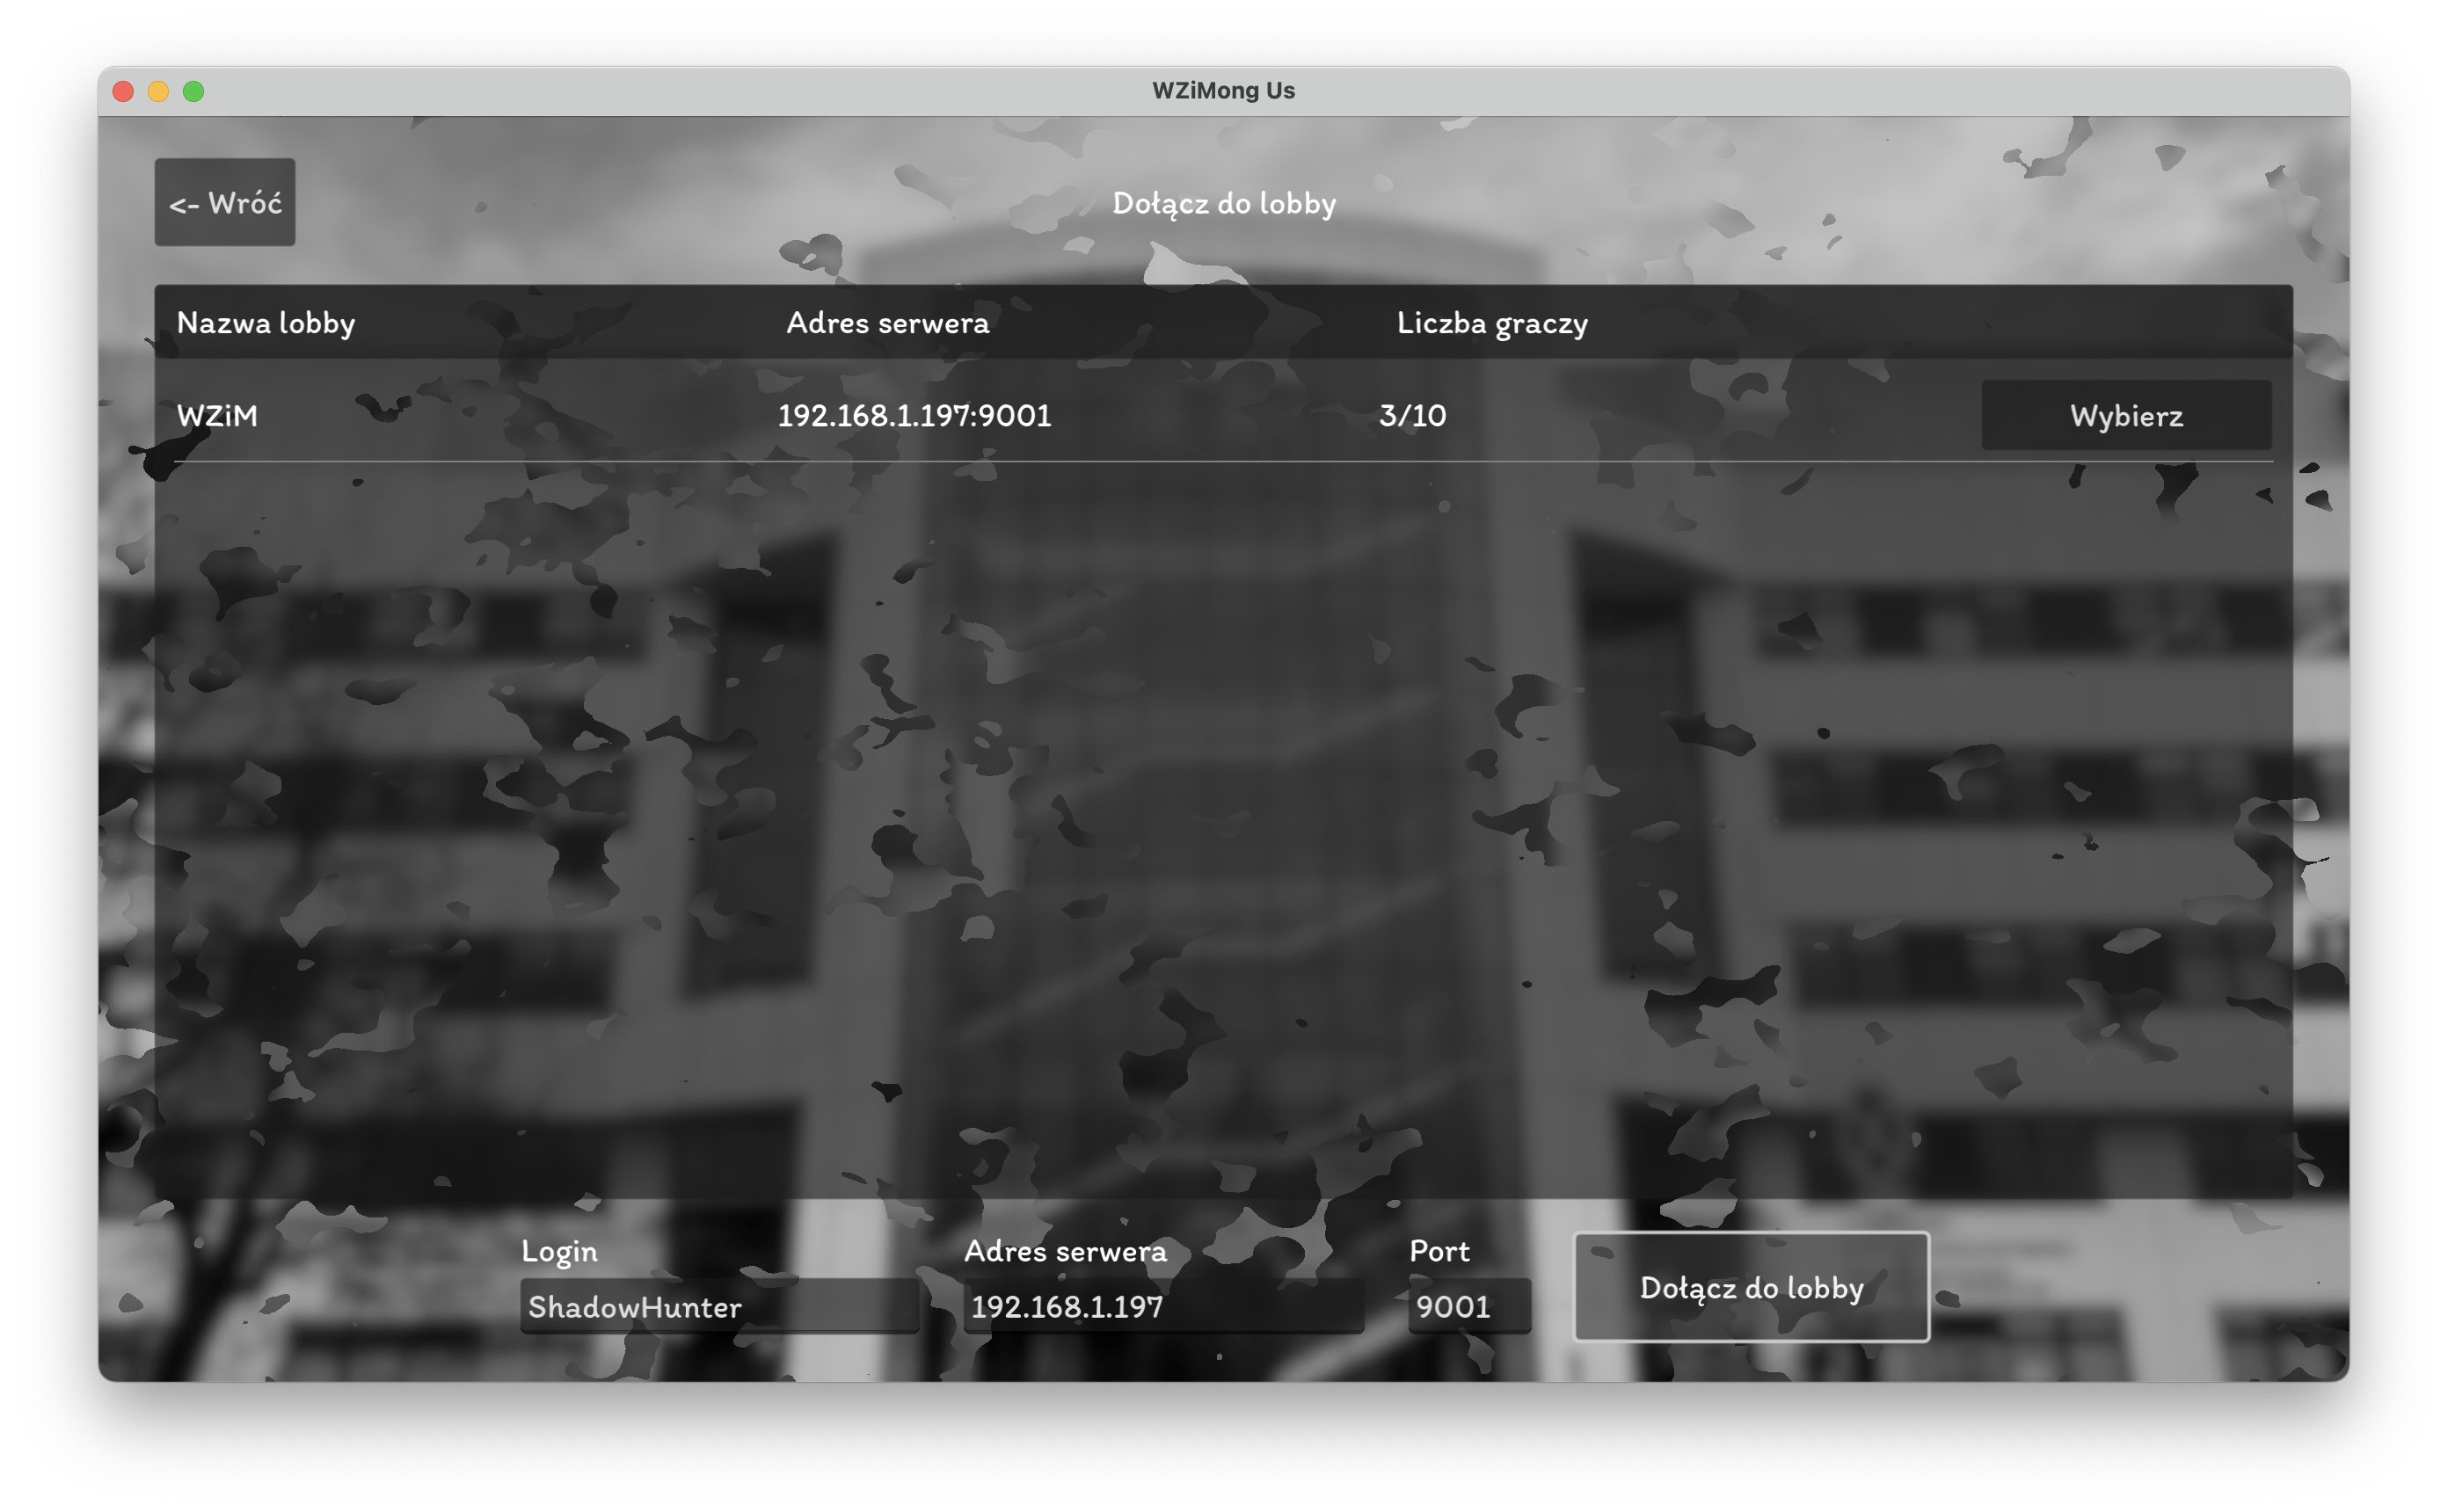 WZiMong Us
<- Wróć
Dołącz do lobby
Nazwa lobby Adres serwera Liczba graczy
WZiM 192.168.1.197:9001 3/10 Wybierz
Login Adres serwera Port
ShadowHunter 192.168.1.197 9001 Dołącz do lobby